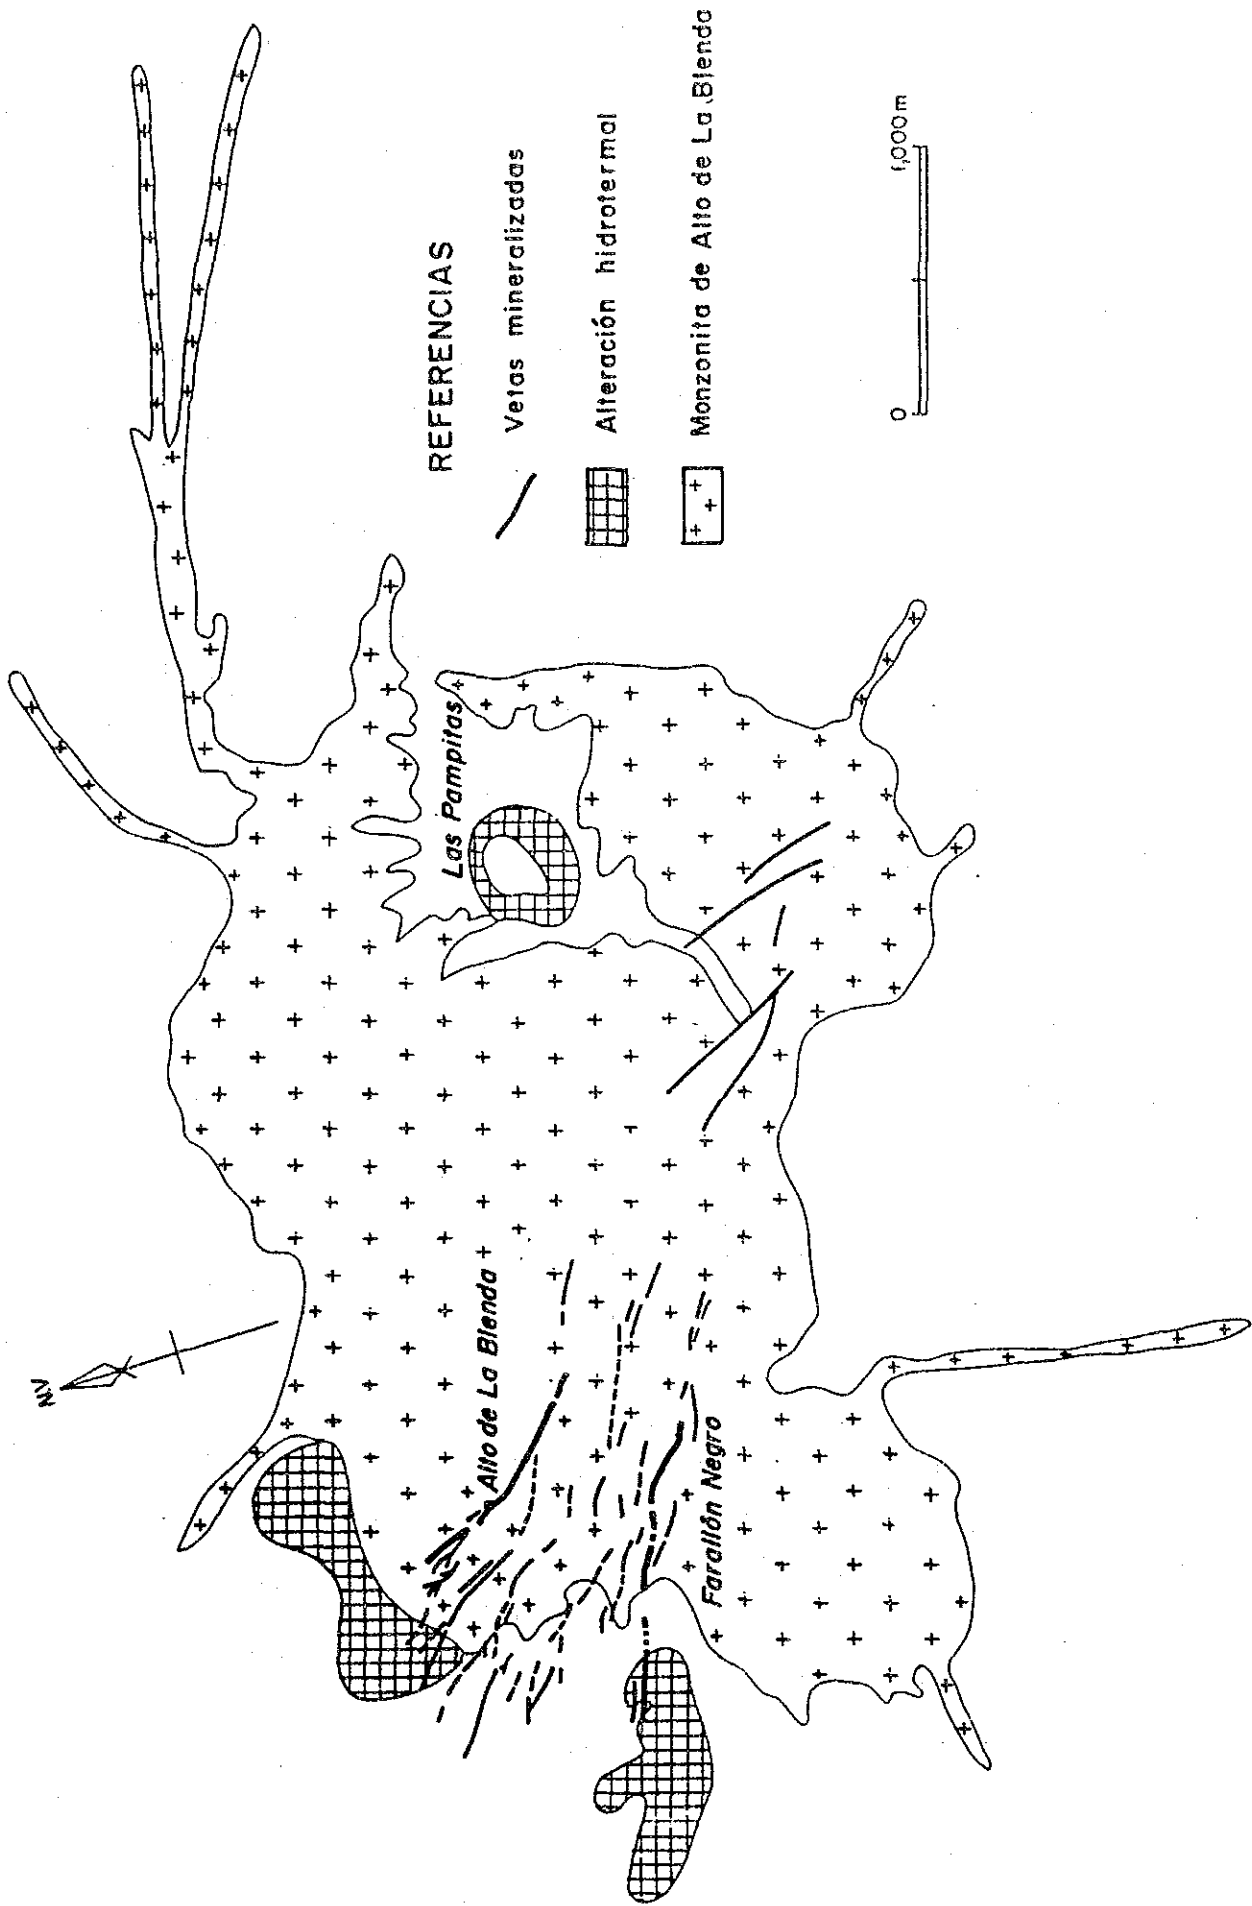 NV
Alto de La Blenda
Las Pampitas
Farallón Negro
REFERENCIAS
Vetas mineralizadas
Alteración hidrotermal
Monzonita de Alto de La Blenda
0 1,000 m